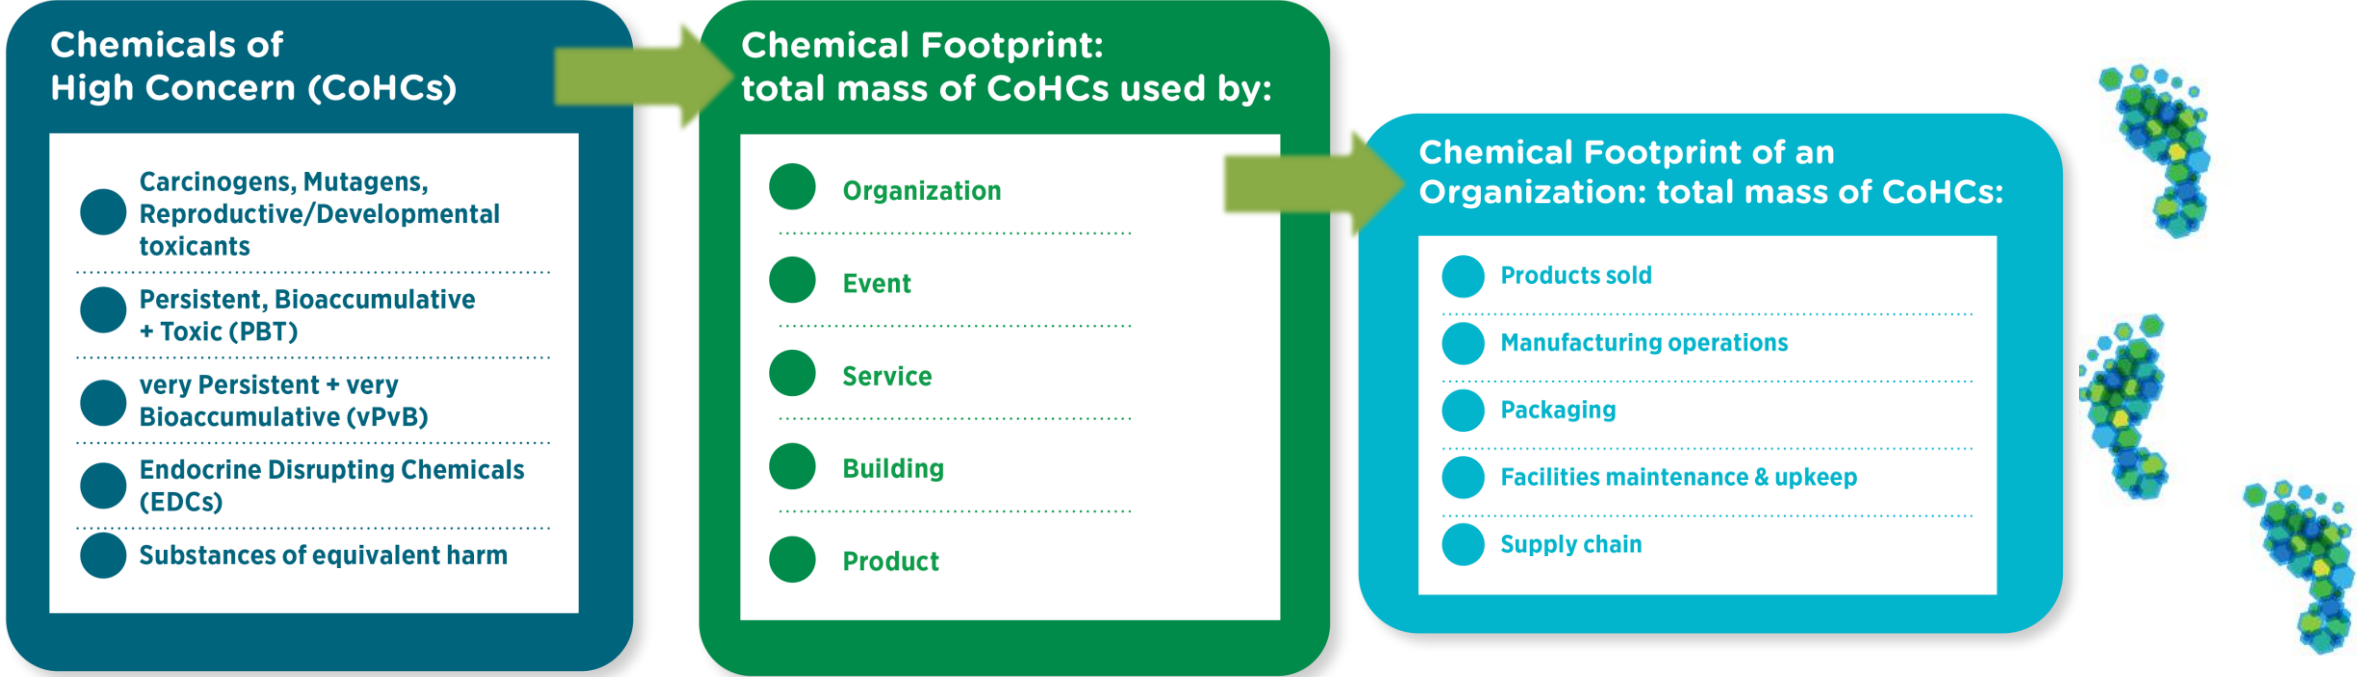 Chemicals of
High Concern (CoHCs)
Carcinogens, Mutagens,
Reproductive/Developmental
toxicants
Persistent, Bioaccumulative
+ Toxic (PBT)
very Persistent + very
Bioaccumulative (vPvB)
Endocrine Disrupting Chemicals
(EDCs)
Substances of equivalent harm
Chemical Footprint:
total mass of CoHCs used by:
Organization
Event
Service
Building
Product
Chemical Footprint of an
Organization: total mass of CoHCs:
Products sold
Manufacturing operations
Packaging
Facilities maintenance & upkeep
Supply chain